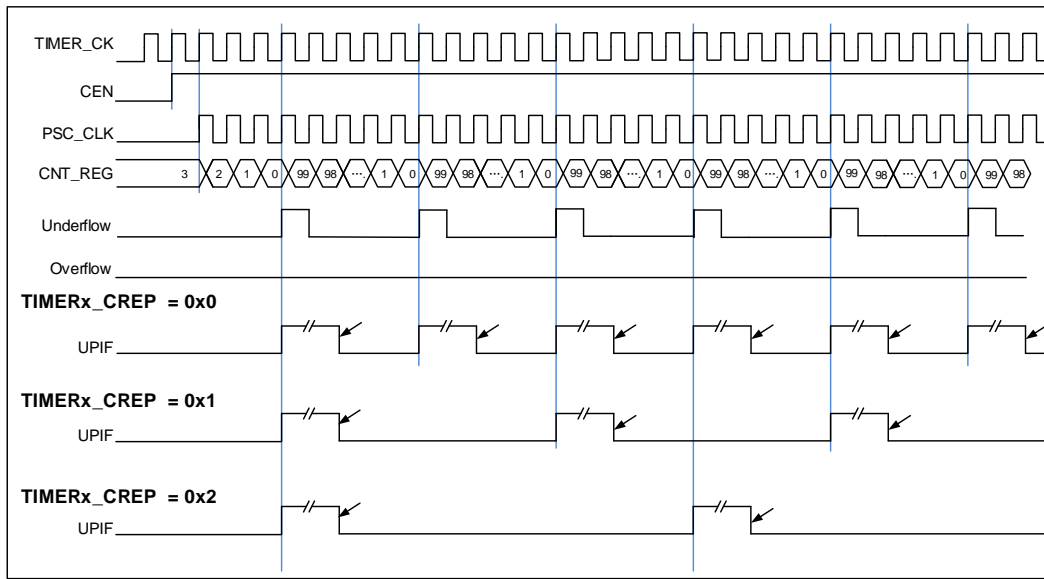 TIMER_CK
CEN
PSC_CLK
CNT_REG 3 2 1 0 99 98 .... 1 0 99 98 .... 1 0 99 98 .... 1 0 99 98 .... 1 0 99 98 .... 1 0 99 98
Underflow
Overflow
TIMERx_CREP = 0x0
UPIF
TIMERx_CREP = 0x1
UPIF
TIMERx_CREP = 0x2
UPIF